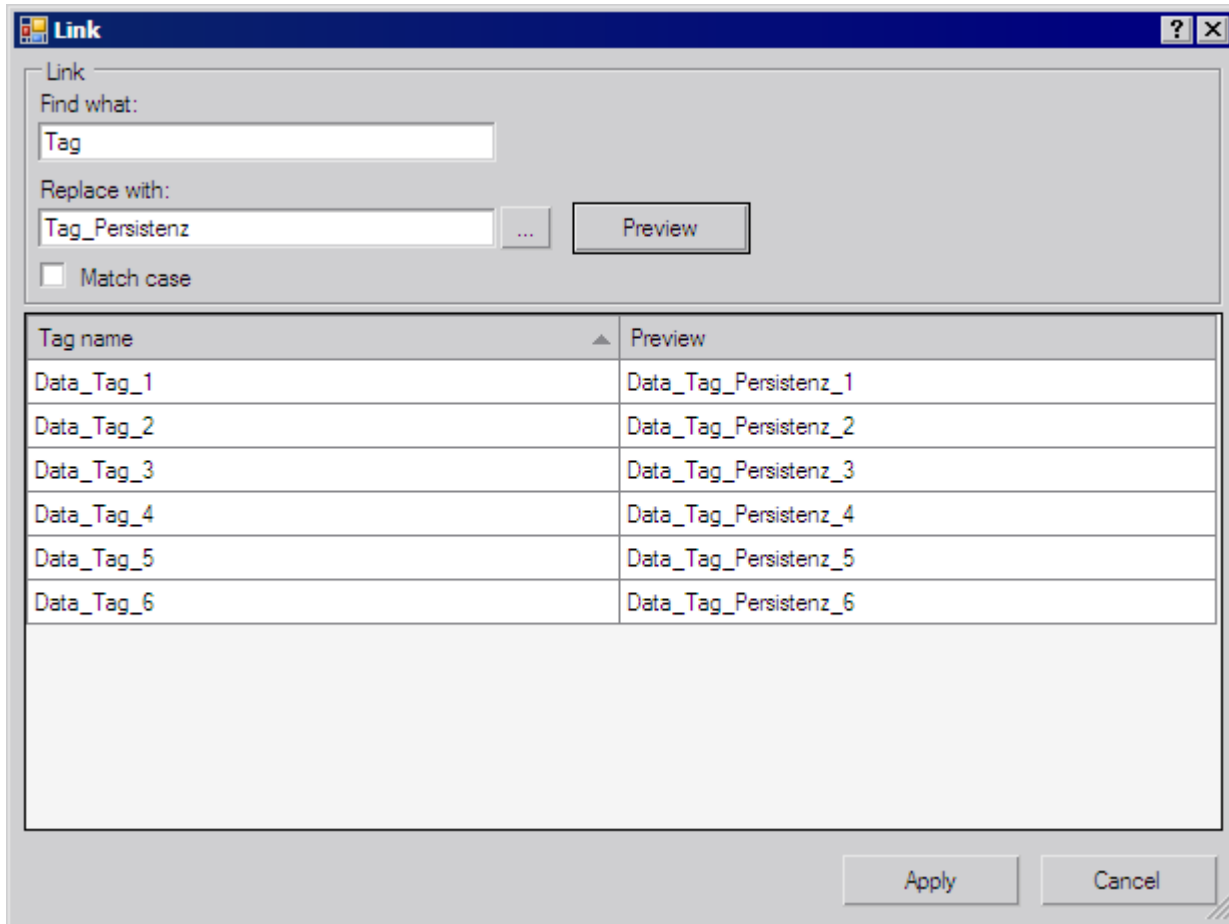 Link
Link
Find what:
Tag
Replace with:
Tag_Persistenz ... Preview
Match case
Tag name Preview
Data_Tag_1 Data_Tag_Persistenz_1
Data_Tag_2 Data_Tag_Persistenz_2
Data_Tag_3 Data_Tag_Persistenz_3
Data_Tag_4 Data_Tag_Persistenz_4
Data_Tag_5 Data_Tag_Persistenz_5
Data_Tag_6 Data_Tag_Persistenz_6
Apply Cancel